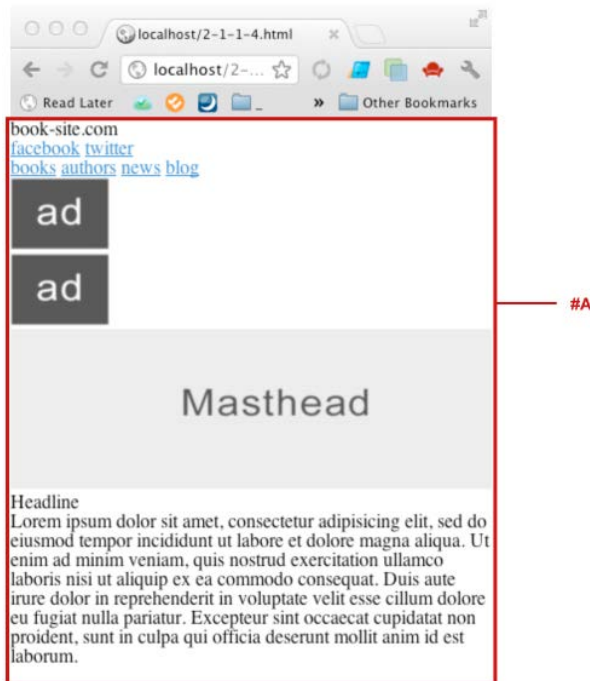 localhost/2-1-1-4.html
localhost/2-...
Read Later
_
» Other Bookmarks
book-site.com
facebook twitter
books authors news blog
ad
ad
#A
Masthead
Headline
Lorem ipsum dolor sit amet, consectetur adipisicing elit, sed do
eiusmod tempor incididunt ut labore et dolore magna aliqua. Ut
enim ad minim veniam, quis nostrud exercitation ullamco
laboris nisi ut aliquip ex ea commodo consequat. Duis aute
irure dolor in reprehenderit in voluptate velit esse cillum dolore
eu fugiat nulla pariatur. Excepteur sint occaecat cupidatat non
proident, sunt in culpa qui officia deserunt mollit anim id est
laborum.